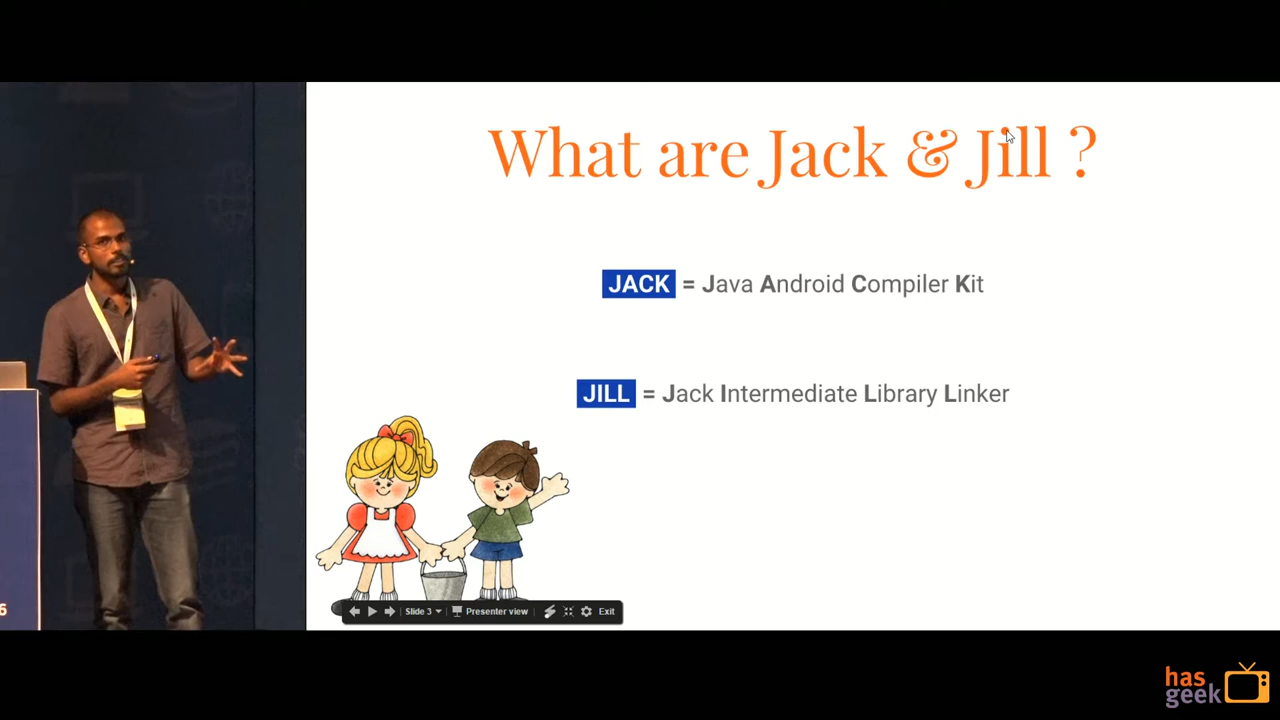 What are Jack & Jill ?
JACK = Java Android Compiler Kit
JILL = Jack Intermediate Library Linker
Slide 3
Presenter view
Exit
6
has
geek